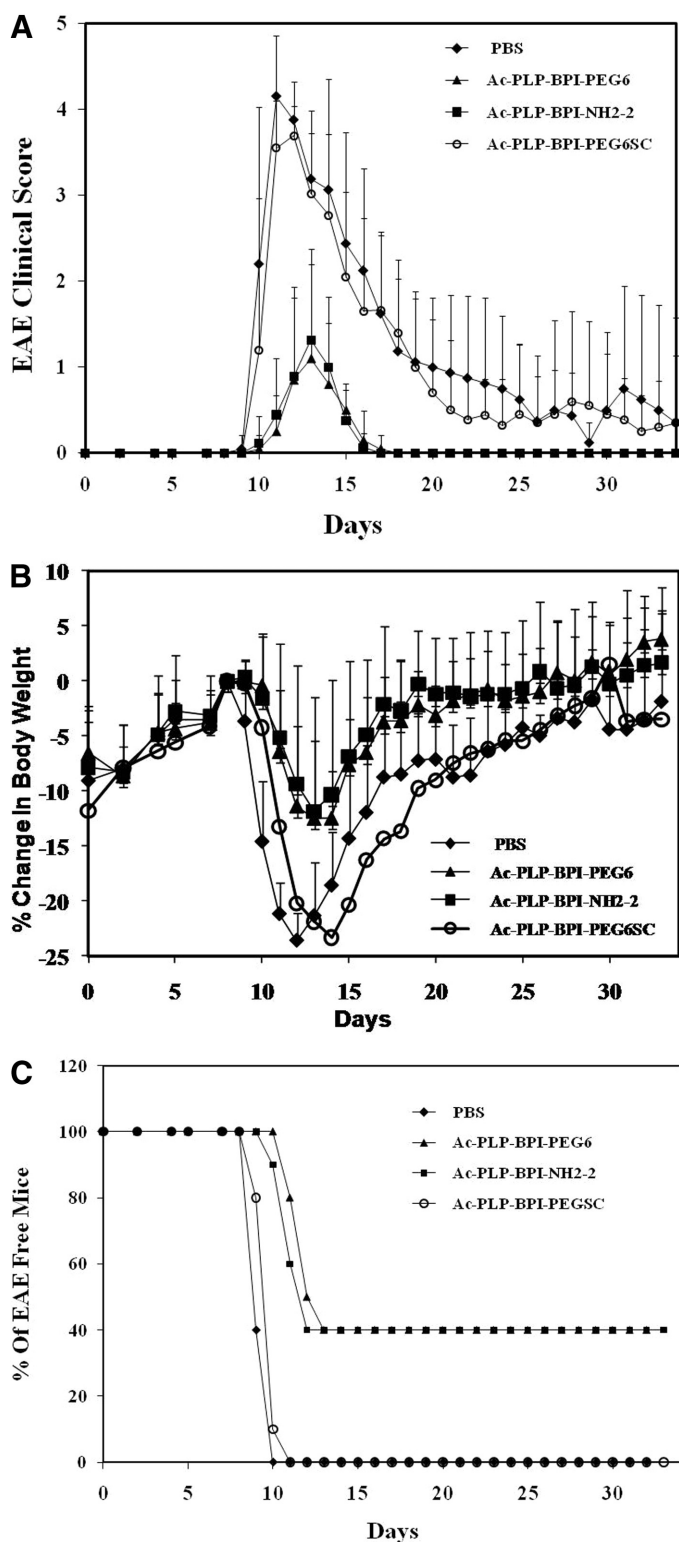 A
5
4
3
2
1
0
EAE Clinical Score
PBS
Ac-PLP-BPI-PEG6
Ac-PLP-BPI-NH2-2
Ac-PLP-BPI-PEG6SC
0 5 10 15 20 25 30
Days
B
10
5
0
-5
-10
-15
-20
-25
% Change In Body Weight
PBS
Ac-PLP-BPI-PEG6
Ac-PLP-BPI-NH2-2
Ac-PLP-BPI-PEG6SC
0 5 10 15 20 25 30
Days
C
120
100
80
60
40
20
0
% Of EAE Free Mice
PBS
Ac-PLP-BPI-PEG6
Ac-PLP-BPI-NH2-2
Ac-PLP-BPI-PEGSC
0 5 10 15 20 25 30
Days